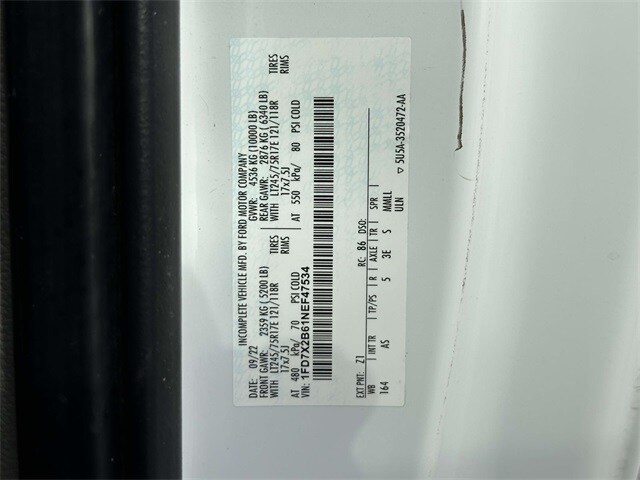 INCOMPLETE VEHICLE MFD. BY FORD MOTOR COMPANY
DATE: 09/22 GVWR: 4536 KG (10000 LB)
FRONT GAWR: 2359 KG (5200 LB) REAR GAWR: 2876 KG (6340 LB)
WITH LT245/75R17E 121/118R TIRES WITH LT245/75R17E 121/118R TIRES
17x7.5J RIMS 17x7.5J RIMS
AT 480 kPa/ 70 PSI COLD AT 550 kPa/ 80 PSI COLD
VIN: 1FD7X2B61NEF47534
EXT PNT: Z1 RC: 86 DSO:
WB INT TR TP/PS R AXLE TR SPR
164 AS 5 3E S MMLL
ULN
▽ 5U5A-3520472-AA